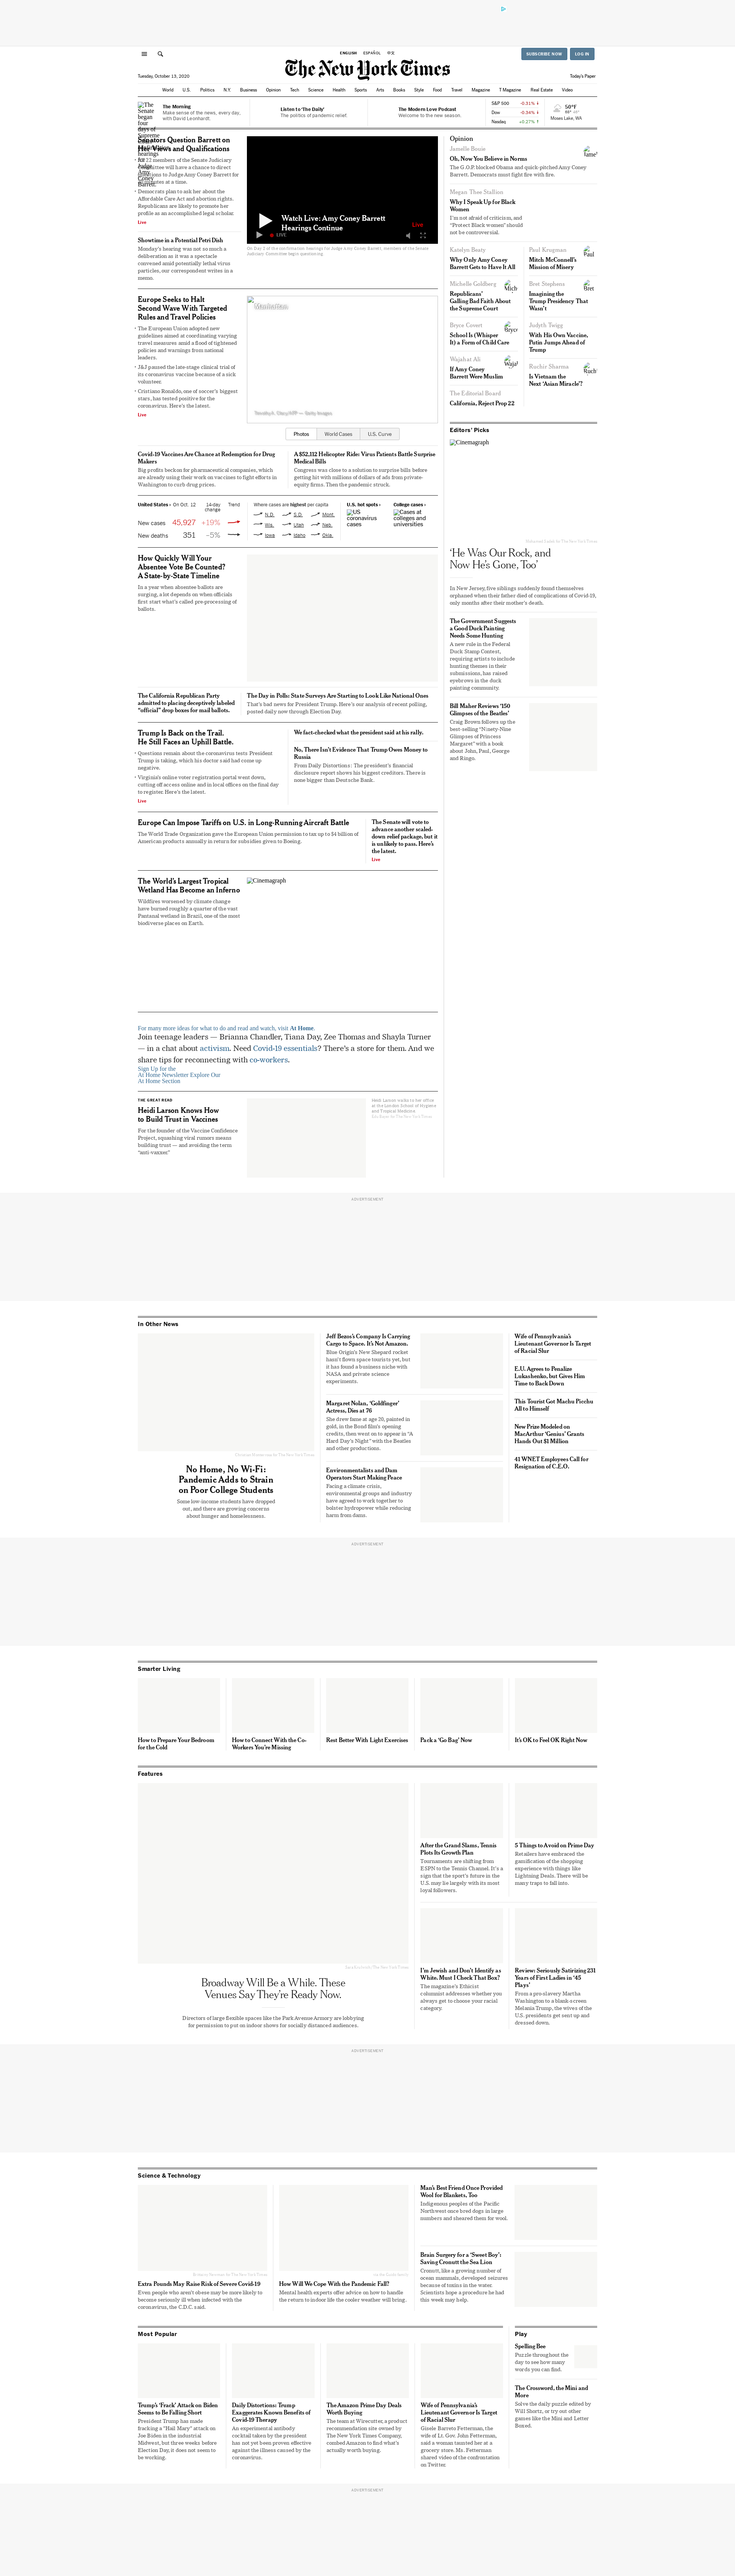 ENGLISH ESPAÑOL 中文
SUBSCRIBE NOW LOG IN
The New York Times
Tuesday, October 13, 2020
Today's Paper
World U.S. Politics N.Y. Business Opinion Tech Science Health Sports Arts Books Style Food Travel Magazine T Magazine Real Estate Video
The Morning
Make sense of the news, every day, with David Leonhardt.
Listen to 'The Daily'
The politics of pandemic relief.
The Modern Love Podcast
Welcome to the new season.
S&P 500 -0.31%
Dow -0.34%
Nasdaq +0.27%
50°F
Moses Lake, WA
Senators Question Barrett on
Her Views and Qualifications
Democrats plan to ask her about the
Affordable Care Act and abortion rights.
Republicans are likely to promote her
profile as an accomplished legal scholar.
Live
Showtime in a Potential Petri Dish
Monday's hearing was not so much a
deliberation as it was a spectacle
convened amid potentially lethal virus
particles, our correspondent writes in a
memo.
Watch Live: Amy Coney Barrett
Hearings Continue
Live
LIVE
On Day 2 of the confirmation hearings for Judge Amy Coney Barrett, members of the Senate
Judiciary Committee begin questioning.
Europe Seeks to Halt
Second Wave With Targeted
Rules and Travel Policies
The European Union adopted new
guidelines aimed at coordinating varying
travel measures amid a flood of tightened
policies and warnings from national
leaders.
J&J paused the late-stage clinical trial of
its coronavirus vaccine because of a sick
volunteer.
Cristiano Ronaldo, one of soccer's biggest
stars, has tested positive for the
coronavirus. Here's the latest.
Live
Manhattan.
Timothy A. Clary/AFP — Getty Images
Photos World Cases U.S. Curve
Covid-19 Vaccines Are Chance at Redemption for Drug
Makers
Big profits beckon for pharmaceutical companies, which
are already using their work on vaccines to fight efforts in
Washington to curb drug prices.
A $52,112 Helicopter Ride: Virus Patients Battle Surprise
Medical Bills
Congress was close to a solution to surprise bills before
getting hit with millions of dollars of ads from private-
equity firms. Then the pandemic struck.
United States › On Oct. 12 14-day change Trend
New cases 45,927 +19%
New deaths 351 –5%
Where cases are highest per capita
N.D. S.D. Mont.
Wis. Utah Neb.
Iowa Idaho Okla.
U.S. hot spots ›
US coronavirus cases
College cases ›
Cases at colleges and universities
How Quickly Will Your
Absentee Vote Be Counted?
A State-by-State Timeline
In a year when absentee ballots are
surging, a lot depends on when officials
first start what's called pre-processing of
ballots.
The California Republican Party
admitted to placing deceptively labeled
"official" drop boxes for mail ballots.
The Day in Polls: State Surveys Are Starting to Look Like National Ones
That's bad news for President Trump. Here's our analysis of recent polling,
posted daily now through Election Day.
Trump Is Back on the Trail.
He Still Faces an Uphill Battle.
Questions remain about the coronavirus tests President
Trump is taking, which his doctor said had come up
negative.
Virginia's online voter registration portal went down,
cutting off access online and in local offices on the final day
to register. Here's the latest.
Live
We fact-checked what the president said at his rally.
No, There Isn't Evidence That Trump Owes Money to
Russia
From Daily Distortions: The president's financial
disclosure report shows his biggest creditors. There is
none bigger than Deutsche Bank.
Europe Can Impose Tariffs on U.S. in Long-Running Aircraft Battle
The World Trade Organization gave the European Union permission to tax up to $4 billion of
American products annually in return for subsidies given to Boeing.
The Senate will vote to
advance another scaled-
down relief package, but it
is unlikely to pass. Here's
the latest.
Live
The World's Largest Tropical
Wetland Has Become an Inferno
Wildfires worsened by climate change
have burned roughly a quarter of the vast
Pantanal wetland in Brazil, one of the most
biodiverse places on Earth.
Cinemagraph
For many more ideas for what to do and read and watch, visit At Home.
Join teenage leaders — Brianna Chandler, Tiana Day, Zee Thomas and Shayla Turner
— in a chat about activism. Need Covid-19 essentials? There's a store for them. And we
share tips for reconnecting with co-workers.
Sign Up for the
At Home Newsletter Explore Our
At Home Section
THE GREAT READ
Heidi Larson Knows How
to Build Trust in Vaccines
For the founder of the Vaccine Confidence
Project, squashing viral rumors means
building trust — and avoiding the term
"anti-vaxxer."
Heidi Larson walks to her office
at the London School of Hygiene
and Tropical Medicine.
Opinion
Jamelle Bouie
Oh, Now You Believe in Norms
The G.O.P. blocked Obama and quick-pitched Amy Coney
Barrett. Democrats must fight fire with fire.
Megan Thee Stallion
Why I Speak Up for Black
Women
I'm not afraid of criticism, and
"Protect Black women" should
not be controversial.
Katelyn Beaty
Why Only Amy Coney
Barrett Gets to Have It All
Michelle Goldberg
Republicans'
Galling Bad Faith About
the Supreme Court
Bryce Covert
School Is (Whisper
It) a Form of Child Care
Wajahat Ali
If Amy Coney
Barrett Were Muslim
The Editorial Board
California, Reject Prop 22
Paul Krugman
Mitch McConnell's
Mission of Misery
Bret Stephens
Imagining the
Trump Presidency That
Wasn't
Judith Twigg
With His Own Vaccine,
Putin Jumps Ahead of
Trump
Ruchir Sharma
Is Vietnam the
Next 'Asian Miracle'?
Editors' Picks
Cinemagraph
'He Was Our Rock, and
Now He's Gone, Too'
In New Jersey, five siblings suddenly found themselves
orphaned when their father died of complications of Covid-19,
only months after their mother's death.
The Government Suggests
a Good Duck Painting
Needs Some Hunting
A new rule in the Federal
Duck Stamp Contest,
requiring artists to include
hunting themes in their
submissions, has raised
eyebrows in the duck
painting community.
Bill Maher Reviews '150
Glimpses of the Beatles'
Craig Brown follows up the
best-selling "Ninety-Nine
Glimpses of Princess
Margaret" with a book
about John, Paul, George
and Ringo.
ADVERTISEMENT
In Other News
No Home, No Wi-Fi:
Pandemic Adds to Strain
on Poor College Students
Some low-income students have dropped
out, and there are growing concerns
about hunger and homelessness.
Jeff Bezos's Company Is Carrying
Cargo to Space. It's Not Amazon.
Blue Origin's New Shepard rocket
hasn't flown space tourists yet, but
it has found a business niche with
NASA and private science
experiments.
Margaret Nolan, 'Goldfinger'
Actress, Dies at 76
She drew fame at age 20, painted in
gold, in the Bond film's opening
credits, then went on to appear in "A
Hard Day's Night" with the Beatles
and other productions.
Environmentalists and Dam
Operators Start Making Peace
Facing a climate crisis,
environmental groups and industry
have agreed to work together to
bolster hydropower while reducing
harm from dams.
Wife of Pennsylvania's
Lieutenant Governor Is Target
of Racial Slur
E.U. Agrees to Penalize
Lukashenko, but Gives Him
Time to Back Down
This Tourist Got Machu Picchu
All to Himself
New Prize Modeled on
MacArthur 'Genius' Grants
Hands Out $1 Million
41 WNET Employees Call for
Resignation of C.E.O.
ADVERTISEMENT
Smarter Living
How to Prepare Your Bedroom
for the Cold
How to Connect With the Co-
Workers You're Missing
Rest Better With Light Exercises
Pack a 'Go Bag' Now
It's OK to Feel OK Right Now
Features
Broadway Will Be a While. These
Venues Say They're Ready Now.
Directors of large flexible spaces like the Park Avenue Armory are lobbying
for permission to put on indoor shows for socially distanced audiences.
After the Grand Slams, Tennis
Plots Its Growth Plan
Tournaments are shifting from
ESPN to the Tennis Channel. It's a
sign that the sport's future in the
U.S. may lie largely with its most
loyal followers.
5 Things to Avoid on Prime Day
Retailers have embraced the
gamification of the shopping
experience with things like
Lightning Deals. There will be
many traps to fall into.
I'm Jewish and Don't Identify as
White. Must I Check That Box?
The magazine's Ethicist
columnist addresses whether you
always get to choose your racial
category.
Review: Seriously Satirizing 231
Years of First Ladies in '45
Plays'
From a pro-slavery Martha
Washington to a blank-screen
Melania Trump, the wives of the
U.S. presidents get sent up and
dressed down.
ADVERTISEMENT
Science & Technology
Extra Pounds May Raise Risk of Severe Covid-19
Even people who aren't obese may be more likely to
become seriously ill when infected with the
coronavirus, the C.D.C. said.
How Will We Cope With the Pandemic Fall?
Mental health experts offer advice on how to handle
the return to indoor life the cooler weather will bring.
Man's Best Friend Once Provided
Wool for Blankets, Too
Indigenous peoples of the Pacific
Northwest once bred dogs in large
numbers and sheared them for wool.
Brain Surgery for a 'Sweet Boy':
Saving Cronutt the Sea Lion
Cronutt, like a growing number of
ocean mammals, developed seizures
because of toxins in the water.
Scientists hope a procedure he had
this week may help.
Most Popular
Trump's 'Frack' Attack on Biden
Seems to Be Falling Short
President Trump has made
fracking a "Hail Mary" attack on
Joe Biden in the industrial
Midwest, but three weeks before
Election Day, it does not seem to
be working.
Daily Distortions: Trump
Exaggerates Known Benefits of
Covid-19 Therapy
An experimental antibody
cocktail taken by the president
has not yet been proven effective
against the illness caused by the
coronavirus.
The Amazon Prime Day Deals
Worth Buying
The team at Wirecutter, a product
recommendation site owned by
The New York Times Company,
combed Amazon to find what's
actually worth buying.
Wife of Pennsylvania's
Lieutenant Governor Is Target
of Racial Slur
Gisele Barreto Fetterman, the
wife of Lt. Gov. John Fetterman,
said a woman taunted her at a
grocery store. Ms. Fetterman
shared video of the confrontation
on Twitter.
Play
Spelling Bee
Puzzle throughout the
day to see how many
words you can find.
The Crossword, the Mini and
More
Solve the daily puzzle edited by
Will Shortz, or try out other
games like the Mini and Letter
Boxed.
ADVERTISEMENT